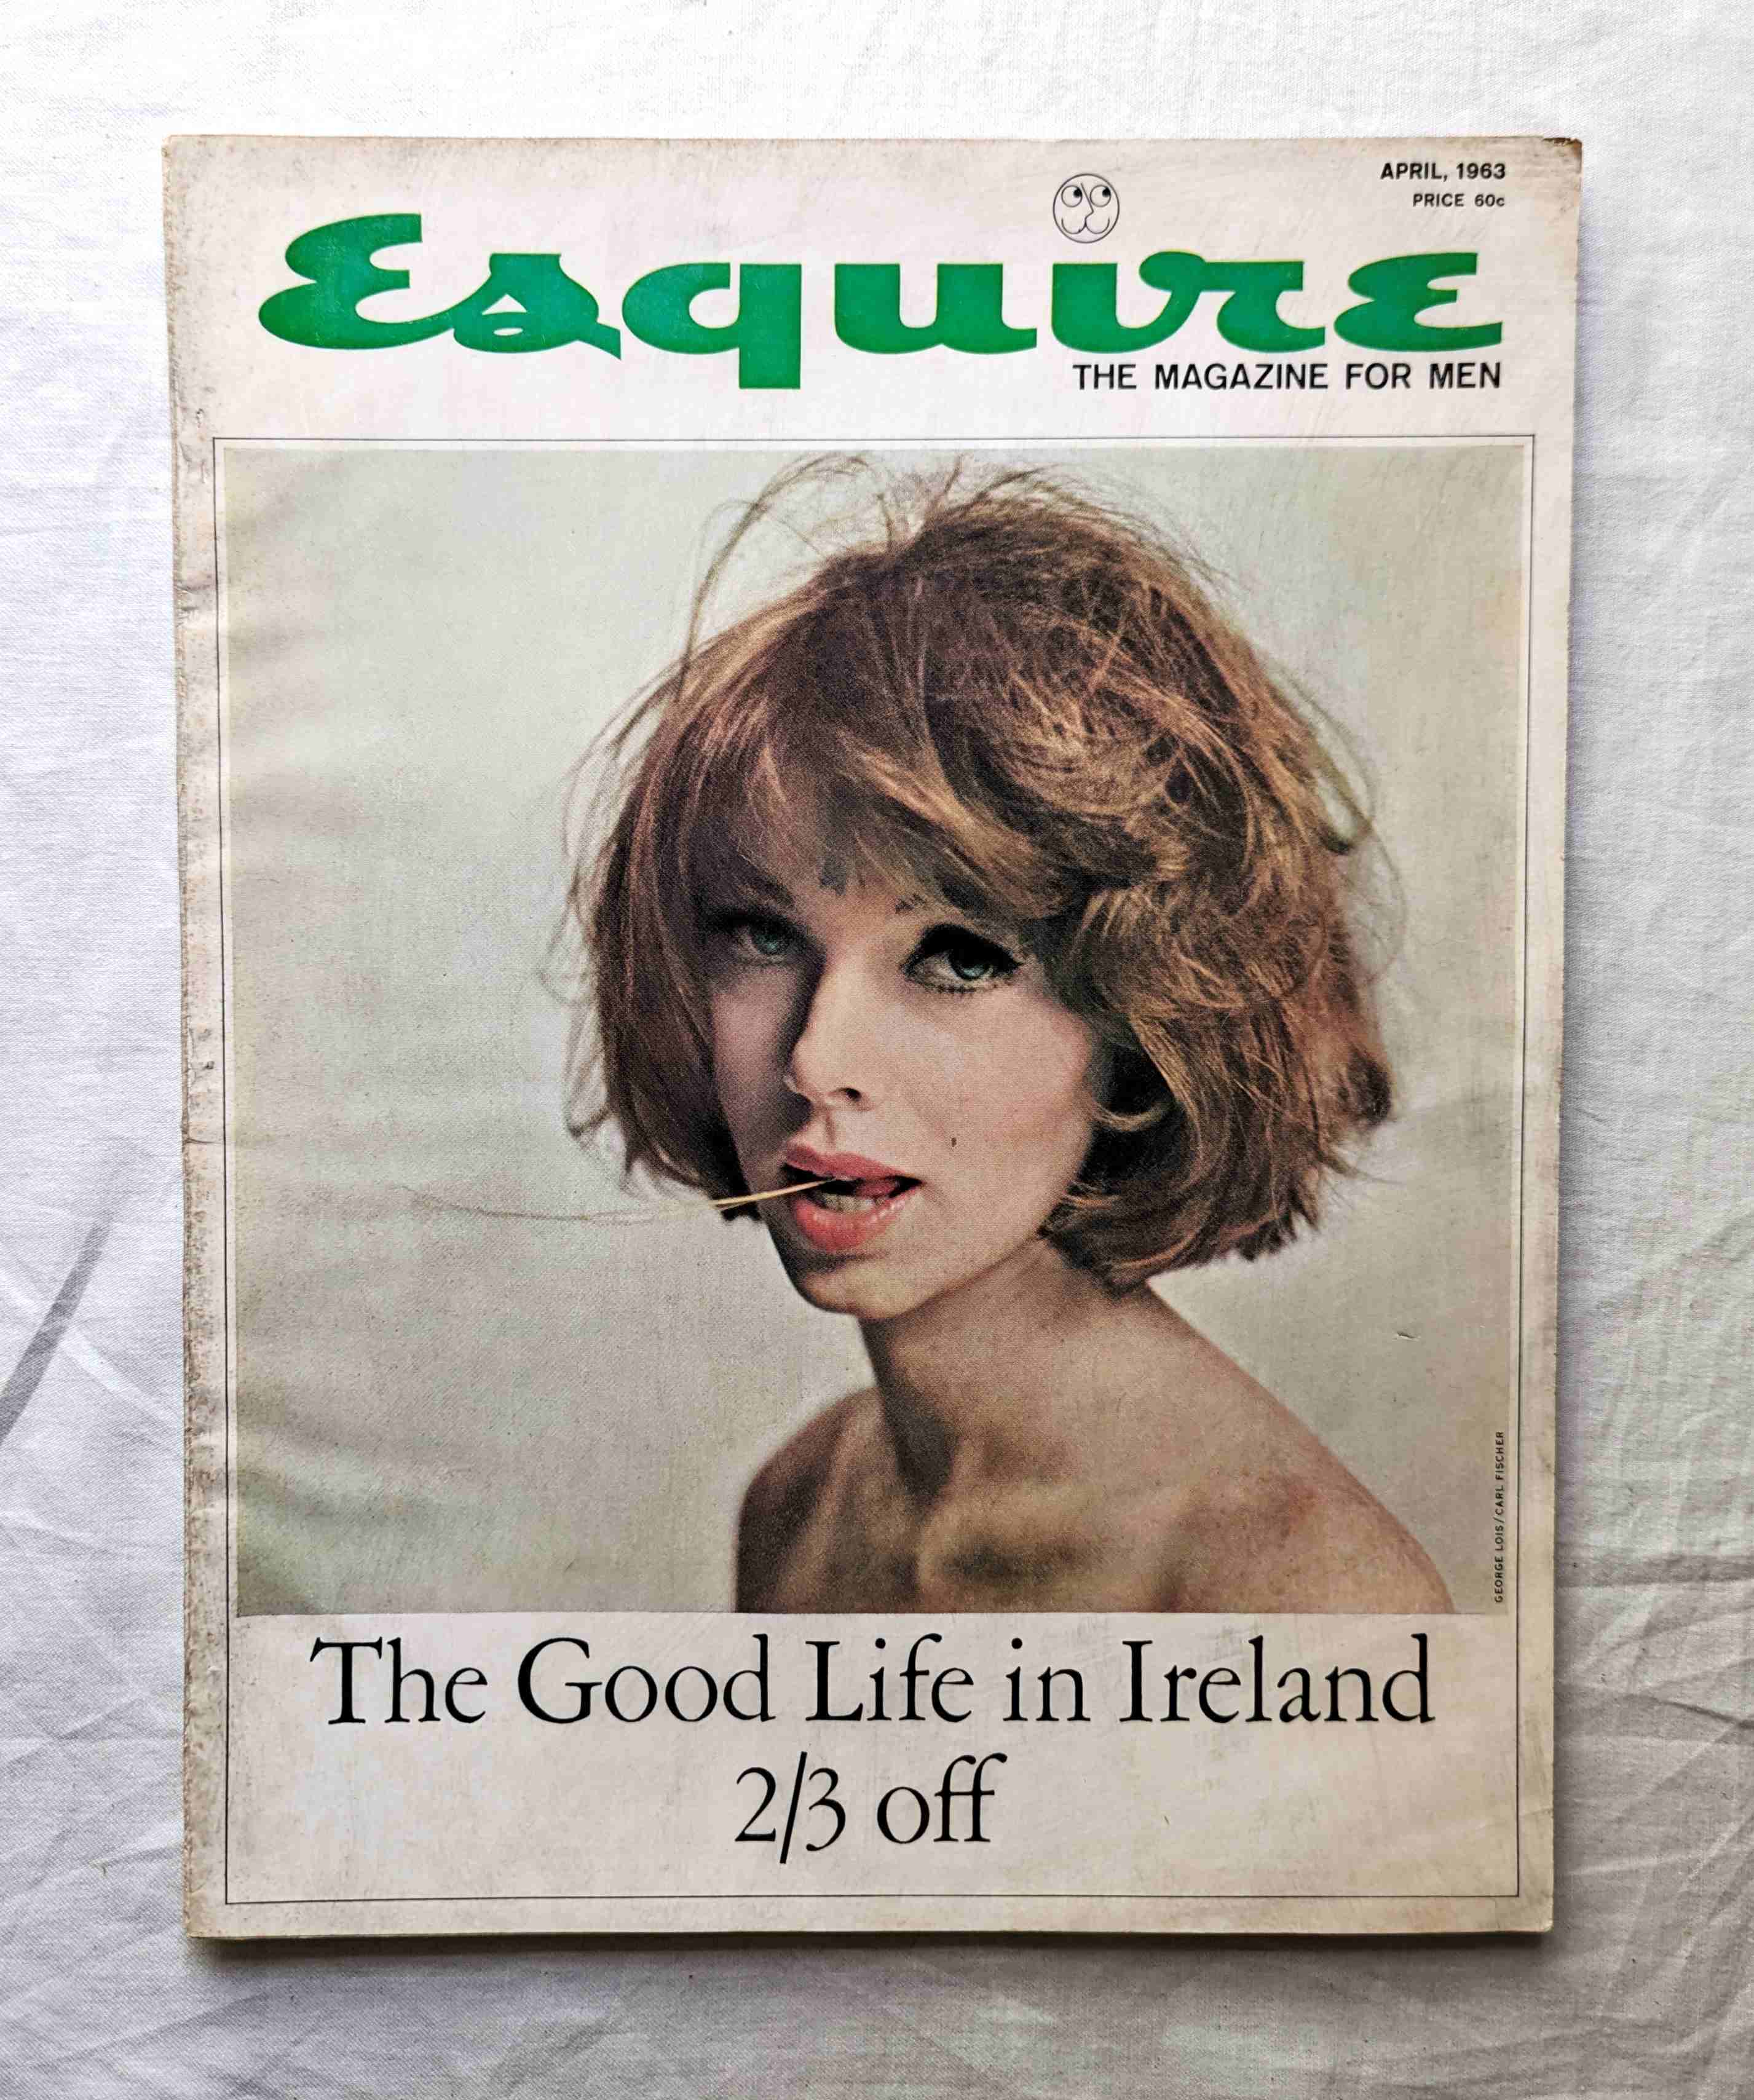 APRIL, 1963
PRICE 60c
Esquire
THE MAGAZINE FOR MEN
GEORGE LOIS/CARL FISCHER
The Good Life in Ireland
2/3 off